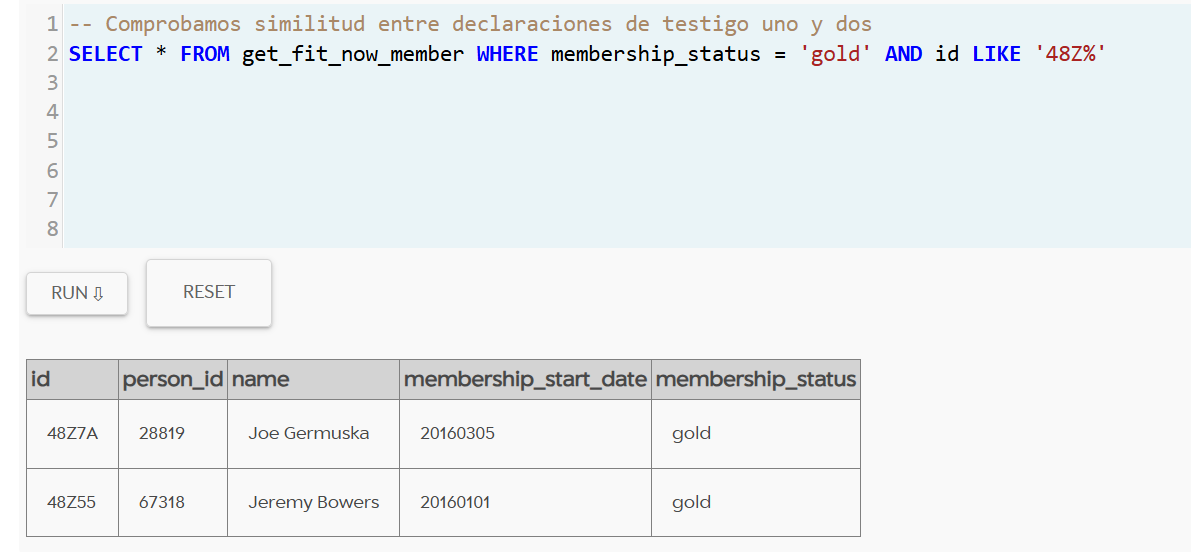 1 -- Comprobamos similitud entre declaraciones de testigo uno y dos
2 SELECT * FROM get_fit_now_member WHERE membership_status = 'gold' AND id LIKE '48Z%'
3
4
5
6
7
8
RUN ⇩ RESET
id person_id name membership_start_date membership_status
48Z7A 28819 Joe Germuska 20160305 gold
48Z55 67318 Jeremy Bowers 20160101 gold